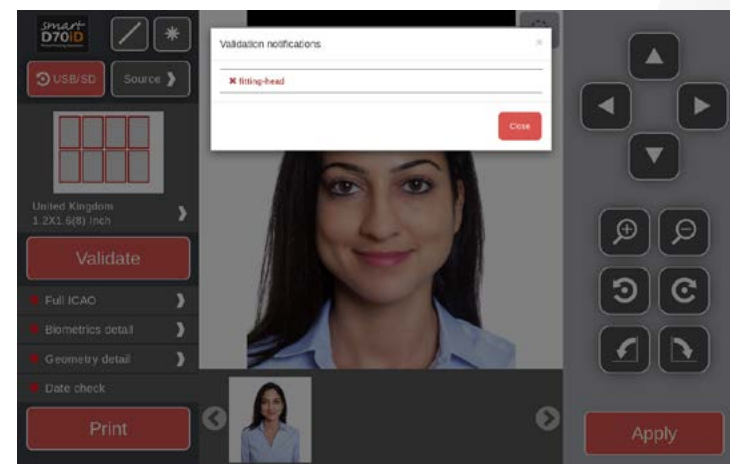 smart
D70iD
USB/SD
Source
United Kingdom
1.2X1.6(8) Inch
Validate
Full ICAO
Biometrics detail
Geometry detail
Date check
Print
Validation notifications
×
✖ fitting-head
Close
Apply